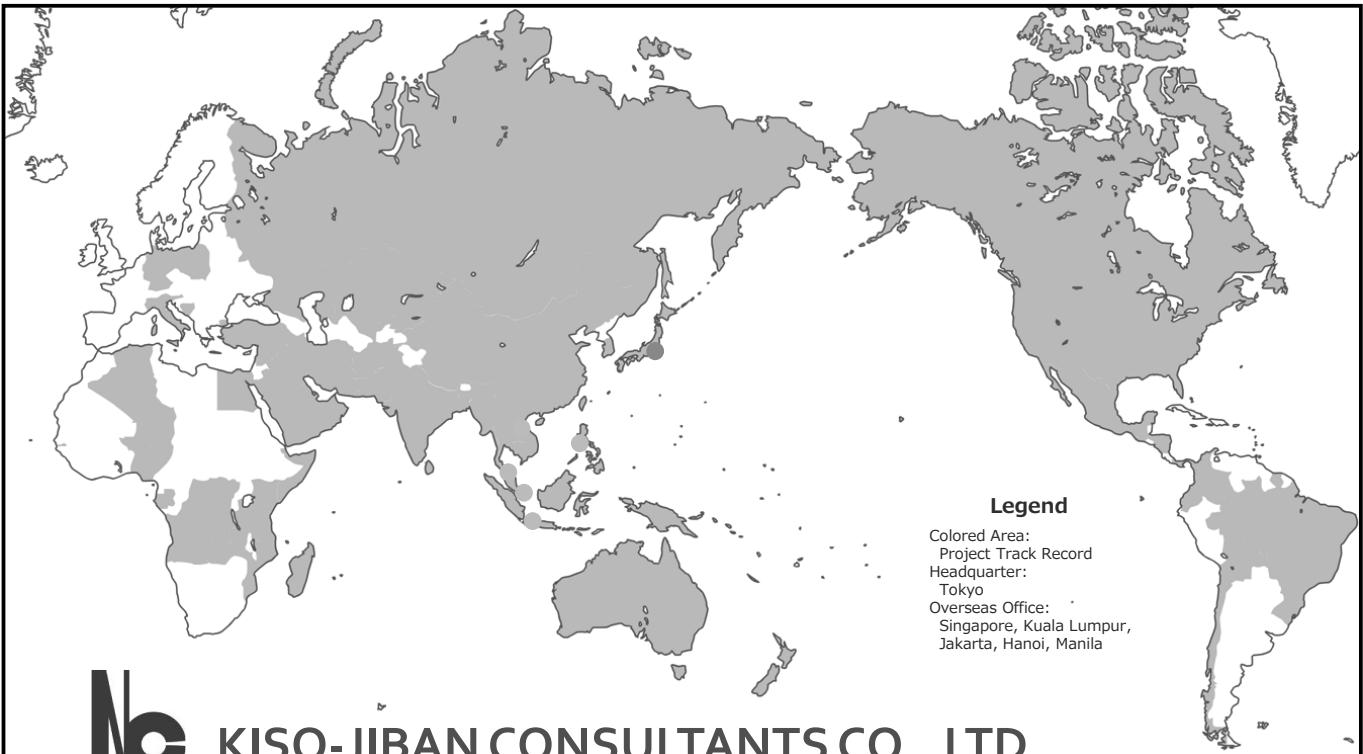 Legend
Colored Area:
Project Track Record
Headquarter:
Tokyo
Overseas Office:
Singapore, Kuala Lumpur,
Jakarta, Hanoi, Manila
KISO-JIBAN CONSULTANTS CO., LTD.